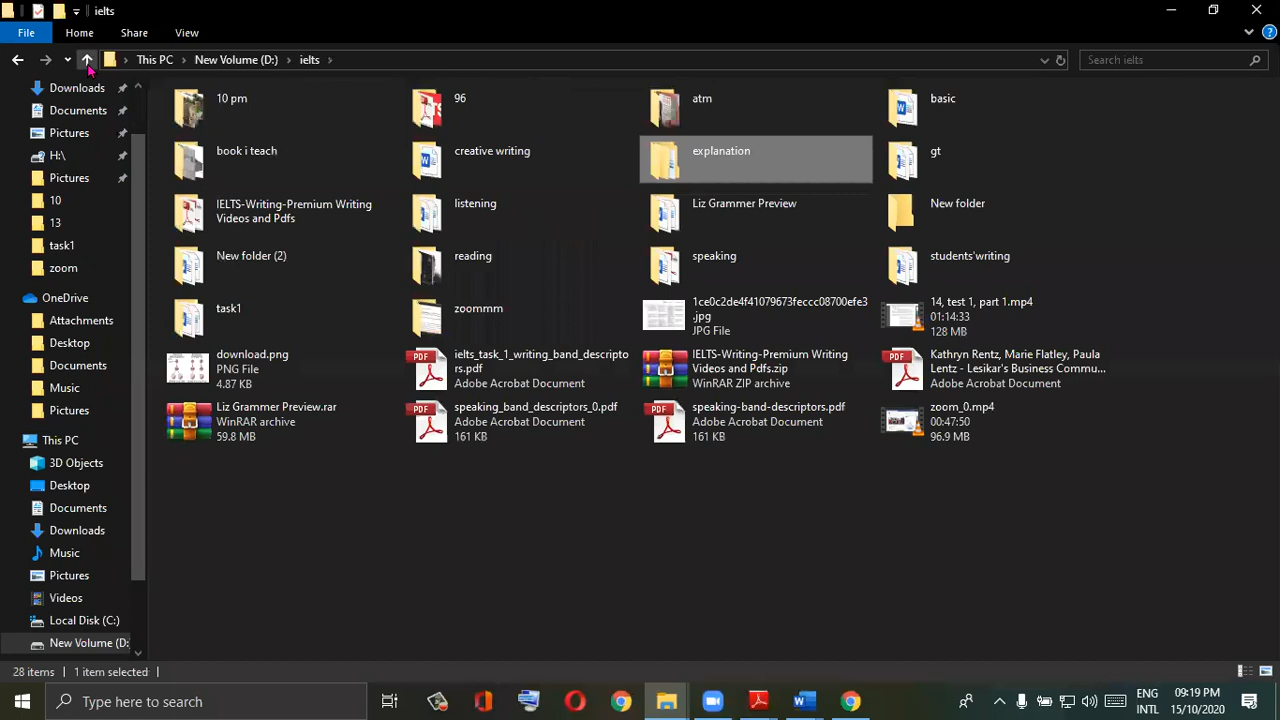 ielts
File
Home
Share
View
This PC
New Volume (D:)
ielts
Search ielts
Downloads
Documents
Pictures
H:\
Pictures
10
13
task1
zoom
OneDrive
Attachments
Desktop
Documents
Music
Pictures
This PC
3D Objects
Desktop
Documents
Downloads
Music
Pictures
Videos
Local Disk (C:)
New Volume (D:
10 pm
96
atm
basic
book i teach
creative writing
explanation
gt
IELTS-Writing-Premium Writing
Videos and Pdfs
listening
Liz Grammer Preview
New folder
New folder (2)
reading
speaking
students'writing
task1
zoommm
1ce0c2de4f41079673feccc08700efe3
.jpg
JPG File
14, test 1, part 1.mp4
01:14:33
128 MB
download.png
PNG File
4.87 KB
ielts_task_1_writing_band_descripto
rs.pdf
Adobe Acrobat Document
IELTS-Writing-Premium Writing
Videos and Pdfs.zip
WinRAR ZIP archive
Kathryn Rentz, Marie Flatley, Paula
Lentz - Lesikar's Business Commu...
Adobe Acrobat Document
Liz Grammer Preview.rar
WinRAR archive
59.8 MB
speaking_band_descriptors_0.pdf
Adobe Acrobat Document
161 KB
speaking-band-descriptors.pdf
Adobe Acrobat Document
161 KB
zoom_0.mp4
00:47:50
96.9 MB
28 items
1 item selected
Type here to search
ENG
INTL
09:19 PM
15/10/2020